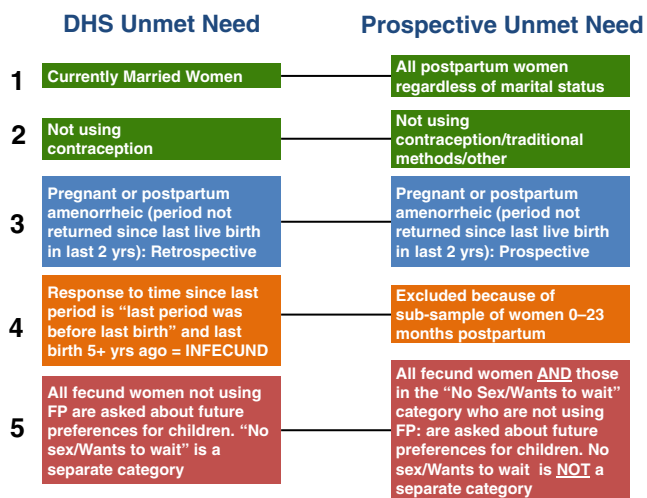 DHS Unmet Need
Prospective Unmet Need
1
Currently Married Women
All postpartum women
regardless of marital status
2
Not using
contraception
Not using
contraception/traditional
methods/other
3
Pregnant or postpartum
amenorrheic (period not
returned since last live birth
in last 2 yrs): Retrospective
Pregnant or postpartum
amenorrheic (period not
returned since last live birth
in last 2 yrs): Prospective
4
Response to time since last
period is “last period was
before last birth” and last
birth 5+ yrs ago = INFECUND
Excluded because of
sub-sample of women 0–23
months postpartum
5
All fecund women not using
FP are asked about future
preferences for children. “No
sex/Wants to wait” is a
separate category
All fecund women AND those
in the “No Sex/Wants to wait”
category who are not using
FP: are asked about future
preferences for children. No
sex/Wants to wait is NOT a
separate category